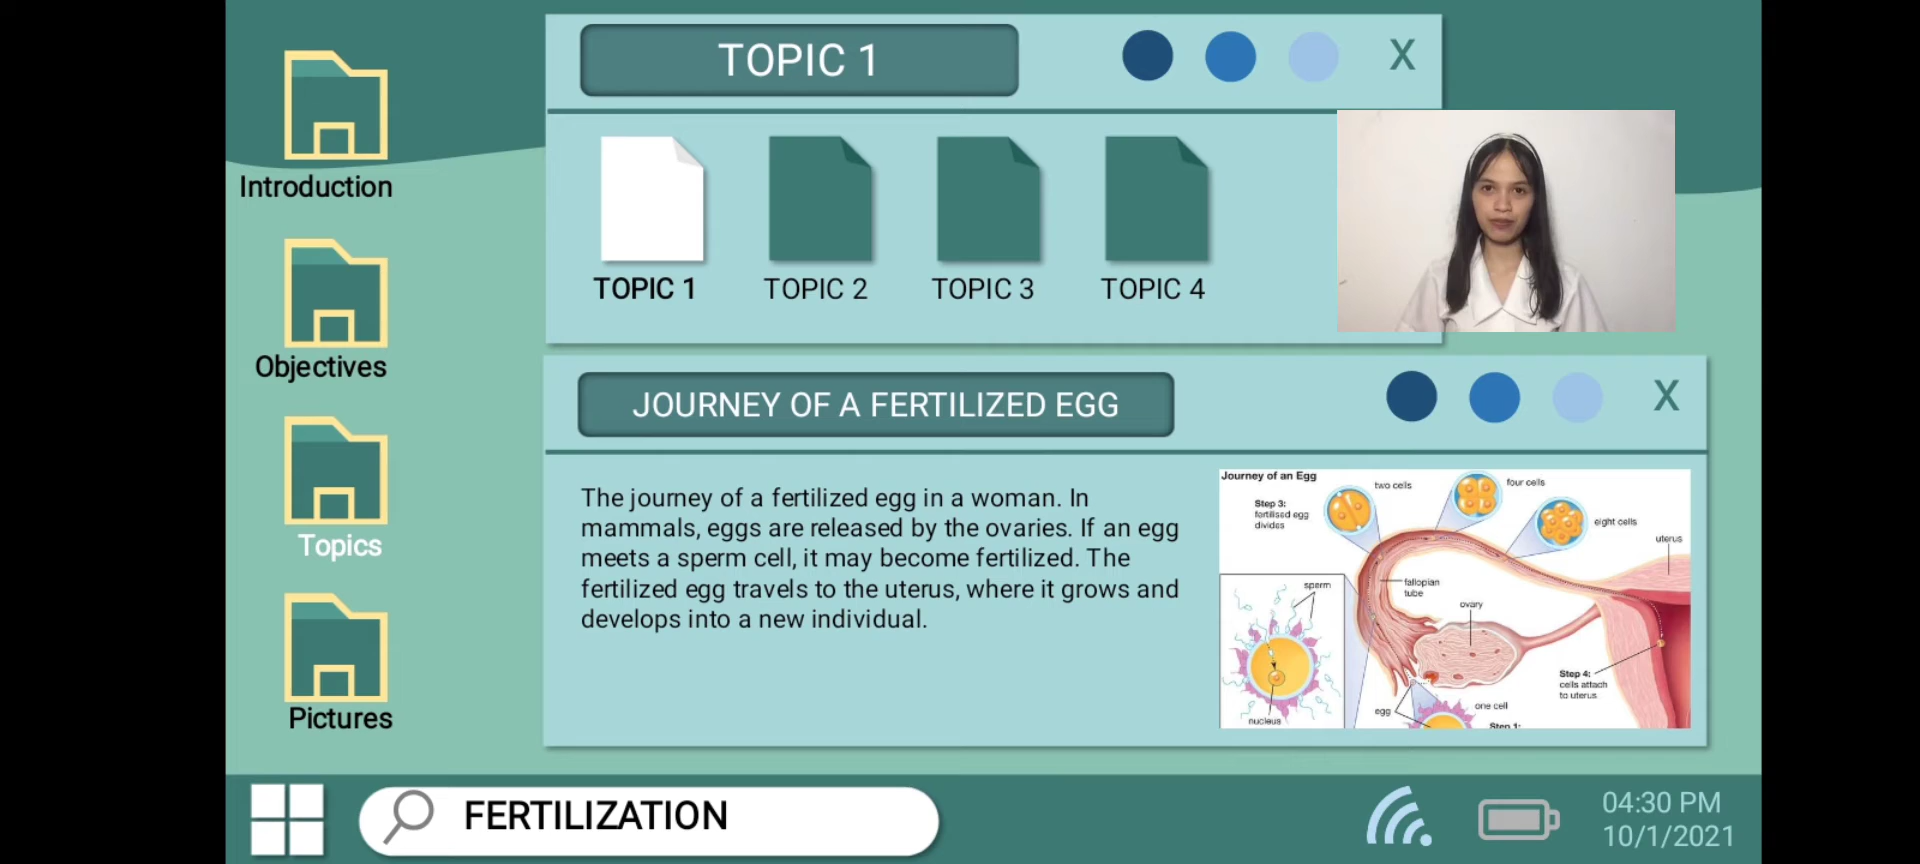 TOPIC 1
X
Introduction
Objectives
Topics
Pictures
TOPIC 1
TOPIC 2
TOPIC 3
TOPIC 4
JOURNEY OF A FERTILIZED EGG
X
The journey of a fertilized egg in a woman. In
mammals, eggs are released by the ovaries. If an egg
meets a sperm cell, it may become fertilized. The
fertilized egg travels to the uterus, where it grows and
develops into a new individual.
Journey of an Egg
Step 3:
fertilised egg
divides
two cells
four cells
eight cells
uterus
sperm
fallopian
tube
ovary
nucleus
egg
one cell
Step 1:
Step 4:
cells attach
to uterus
FERTILIZATION
04:30 PM
10/1/2021